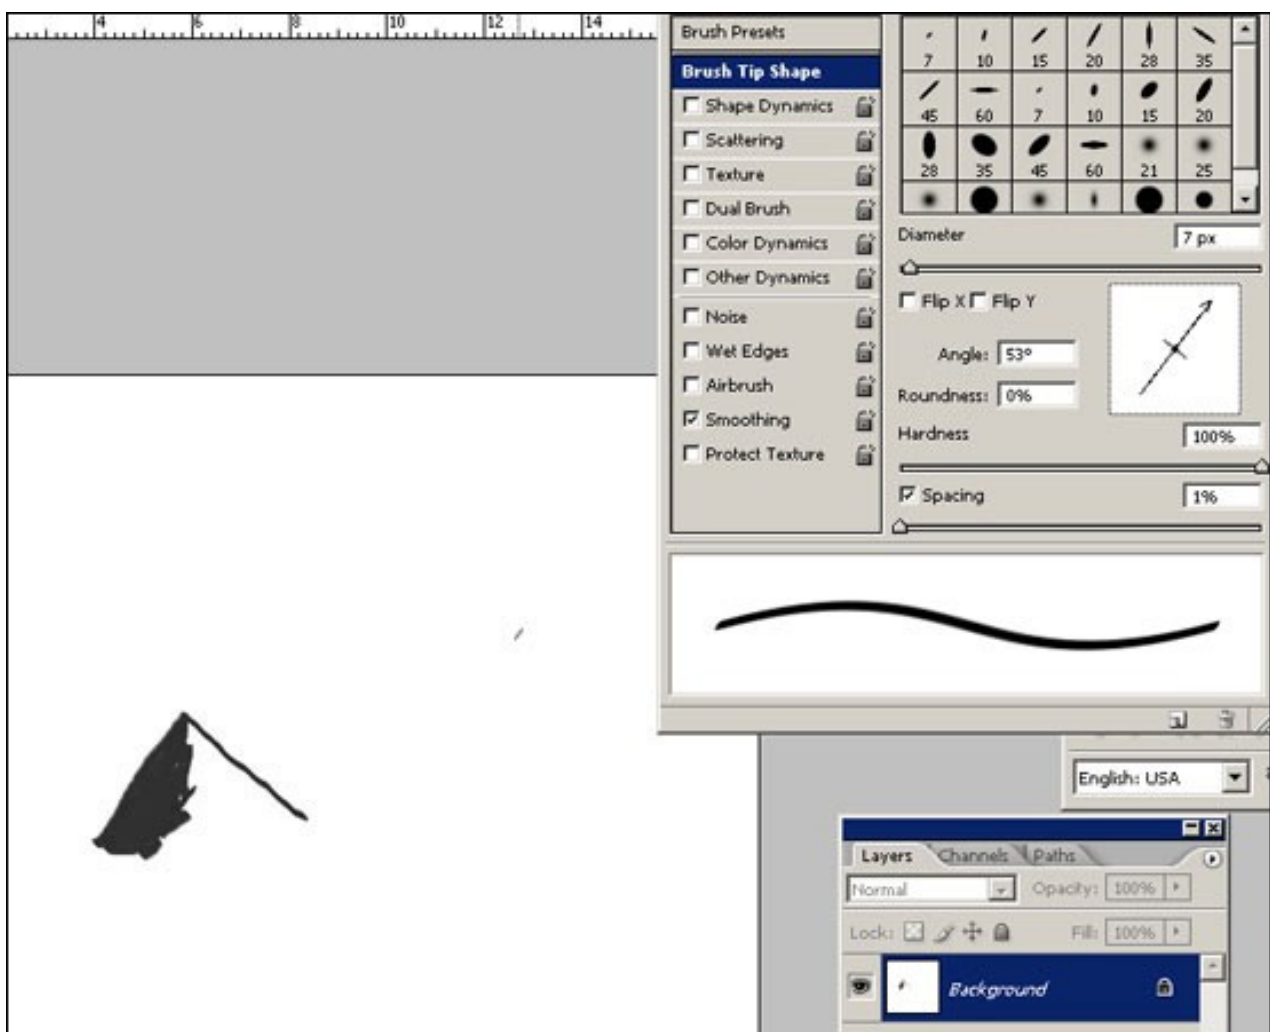 4 6 8 10 12 14
Brush Presets
Brush Tip Shape
Shape Dynamics
Scattering
Texture
Dual Brush
Color Dynamics
Other Dynamics
Noise
Wet Edges
Airbrush
Smoothing
Protect Texture
7 10 15 20 28 35
45 60 7 10 15 20
28 35 45 60 21 25
Diameter 7 px
Flip X Flip Y
Angle: 53º
Roundness: 0%
Hardness 100%
Spacing 1%
English: USA
Layers Channels Paths
Normal Opacity: 100%
Lock: Fill: 100%
Background